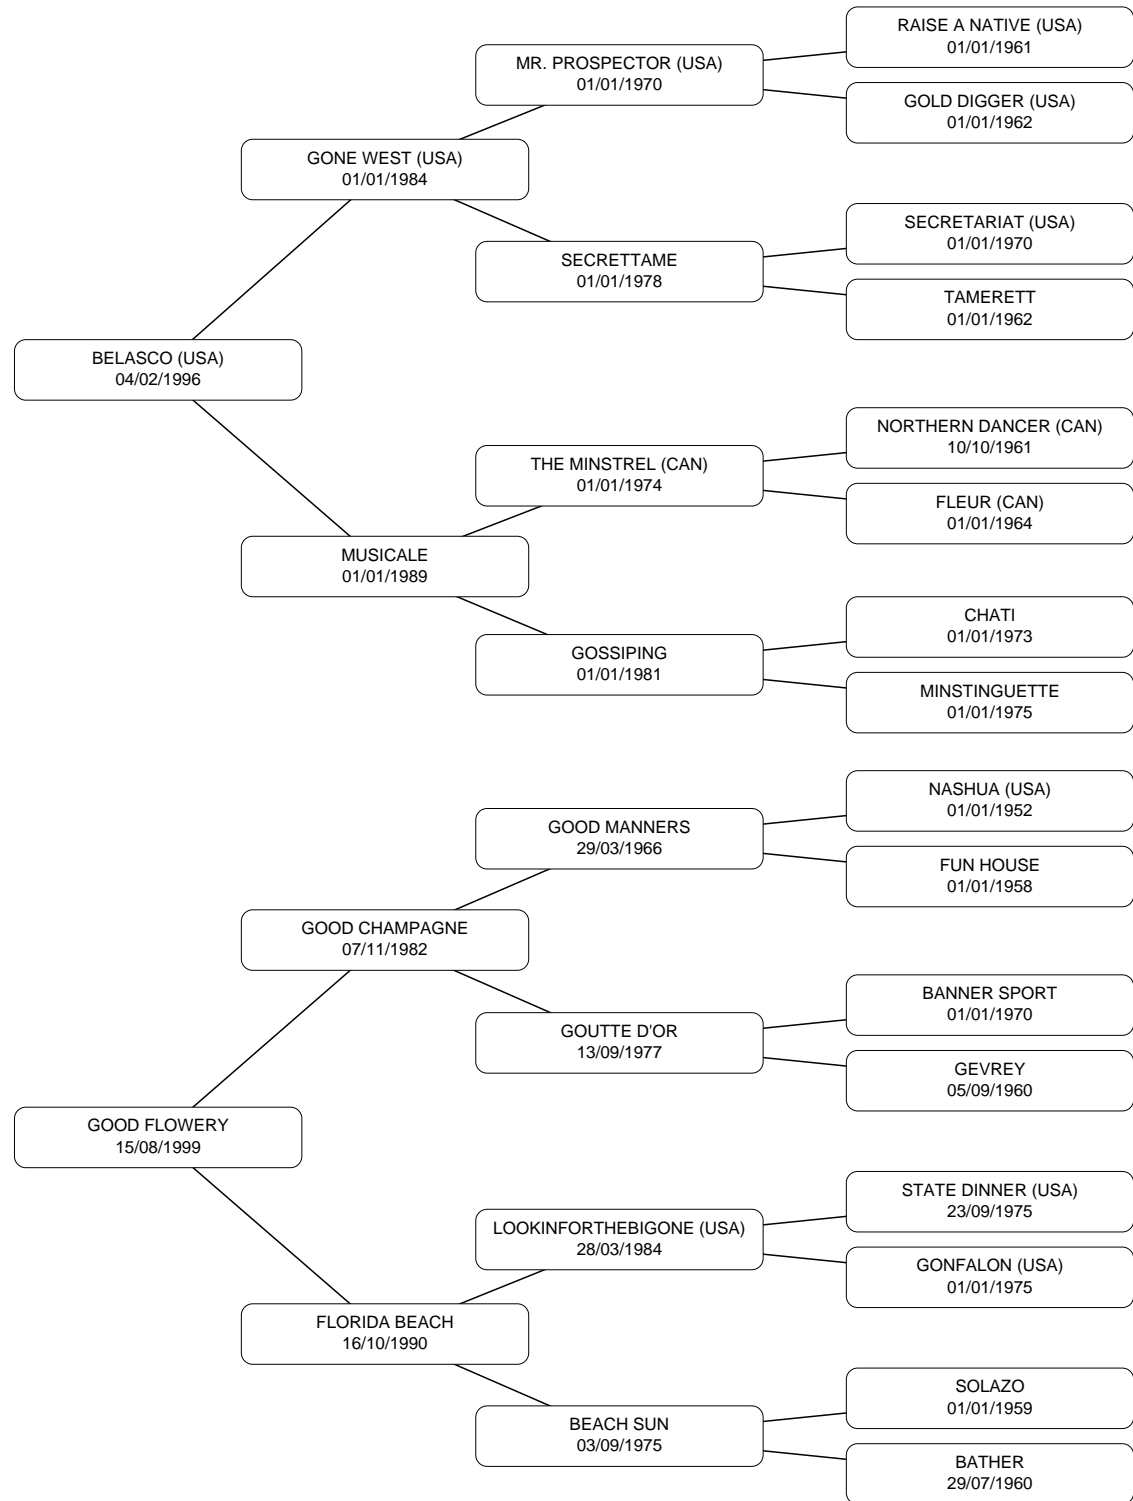 RAISE A NATIVE (USA)
01/01/1961
MR. PROSPECTOR (USA)
01/01/1970
GOLD DIGGER (USA)
01/01/1962
GONE WEST (USA)
01/01/1984
SECRETARIAT (USA)
01/01/1970
SECRETTAME
01/01/1978
TAMERETT
01/01/1962
BELASCO (USA)
04/02/1996
NORTHERN DANCER (CAN)
10/10/1961
THE MINSTREL (CAN)
01/01/1974
FLEUR (CAN)
01/01/1964
MUSICALE
01/01/1989
CHATI
01/01/1973
GOSSIPING
01/01/1981
MINSTINGUETTE
01/01/1975
NASHUA (USA)
01/01/1952
GOOD MANNERS
29/03/1966
FUN HOUSE
01/01/1958
GOOD CHAMPAGNE
07/11/1982
BANNER SPORT
01/01/1970
GOUTTE D'OR
13/09/1977
GEVREY
05/09/1960
GOOD FLOWERY
15/08/1999
STATE DINNER (USA)
23/09/1975
LOOKINFORTHEBIGONE (USA)
28/03/1984
GONFALON (USA)
01/01/1975
FLORIDA BEACH
16/10/1990
SOLAZO
01/01/1959
BEACH SUN
03/09/1975
BATHER
29/07/1960